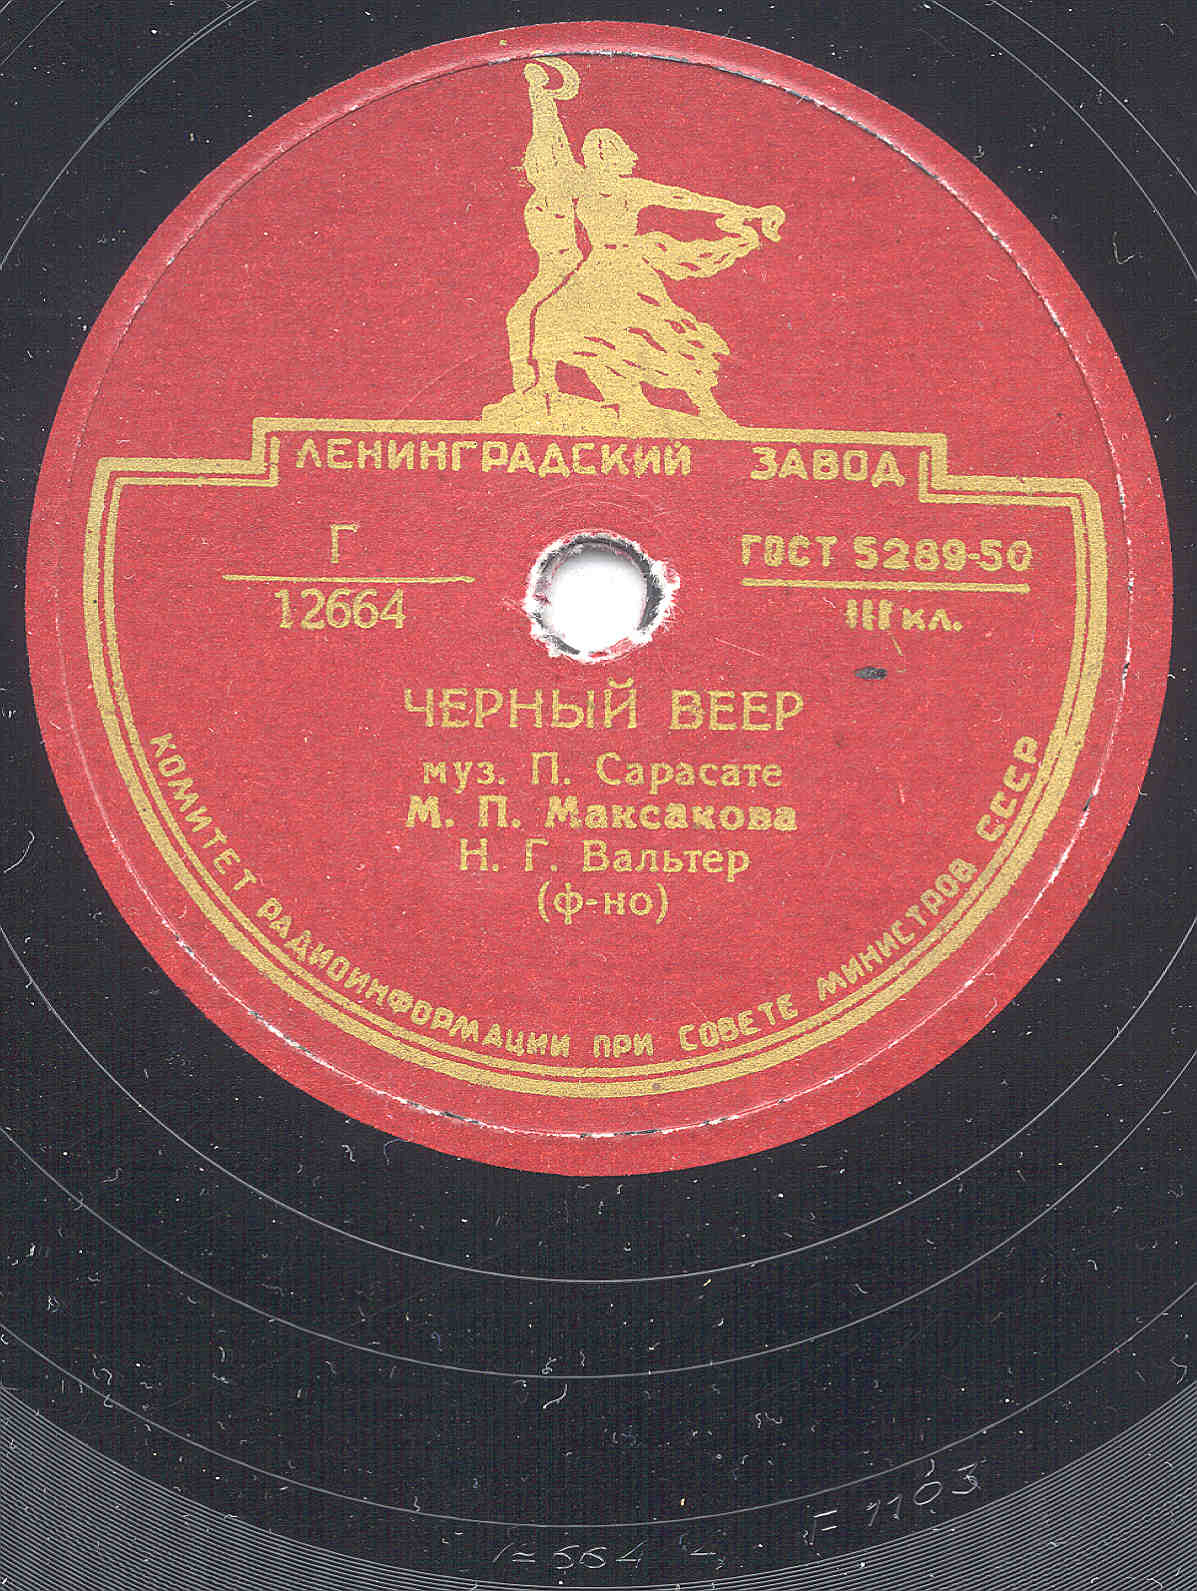 ЛЕНИНГРАДСКИЙ ЗАВОД
Г
12664
ГОСТ 5289-50
III кл.
ЧЕРНЫЙ ВЕЕР
муз. П. Сарасате
М. П. Максакова
Н. Г. Вальтер
(ф-но)
КОМИТЕТ РАДИОИНФОРМАЦИИ ПРИ СОВЕТЕ МИНИСТРОВ СССР